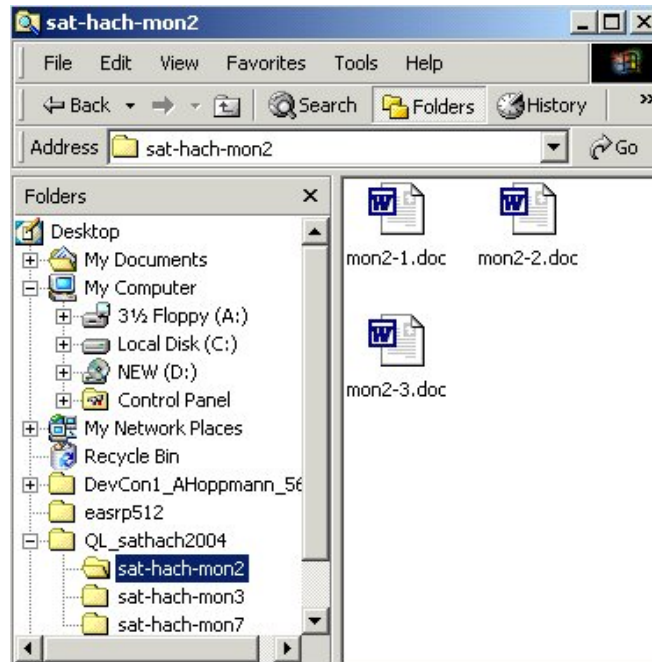 sat-hach-mon2
File Edit View Favorites Tools Help
Back Search Folders History »
Address sat-hach-mon2 Go
Folders
Desktop
My Documents
My Computer
3½ Floppy (A:)
Local Disk (C:)
NEW (D:)
Control Panel
My Network Places
Recycle Bin
DevCon1_AHoppmann_56
easrp512
QL_sathach2004
sat-hach-mon2
sat-hach-mon3
sat-hach-mon7
mon2-1.doc mon2-2.doc
mon2-3.doc